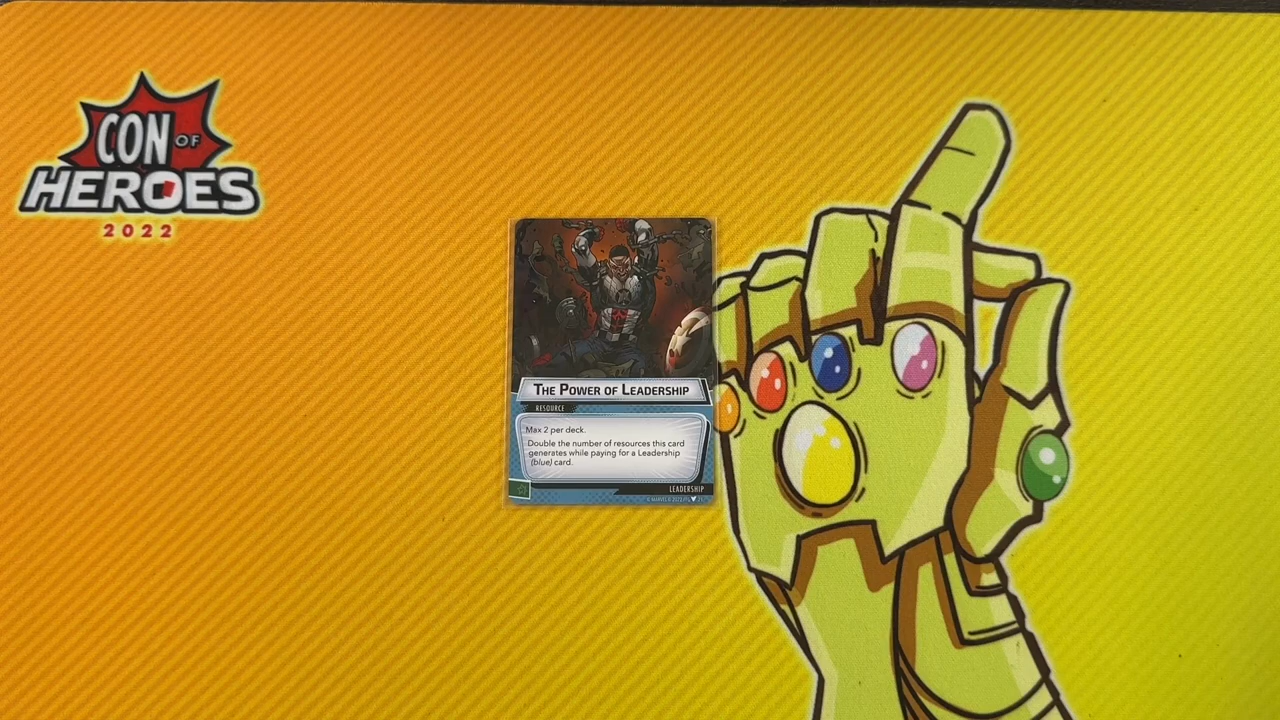 CON OF
HEROES
2022
THE POWER OF LEADERSHIP
RESOURCE
Max 2 per deck.
Double the number of resources this card
generates while paying for a Leadership
(blue) card.
LEADERSHIP